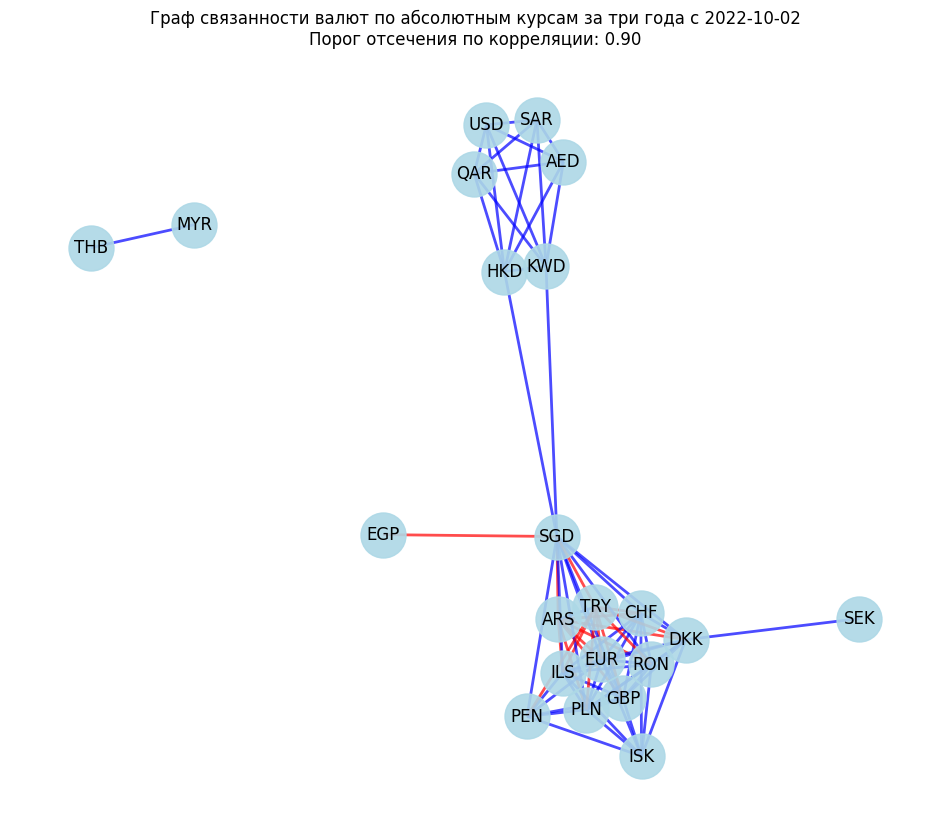 Граф связанности валют по абсолютным курсам за три года с 2022-10-02
Порог отсечения по корреляции: 0.90
USD
SAR
AED
QAR
MYR
THB
HKD
KWD
EGP
SGD
TRY
CHF
ARS
SEK
DKK
EUR
RON
ILS
GBP
PLN
PEN
ISK